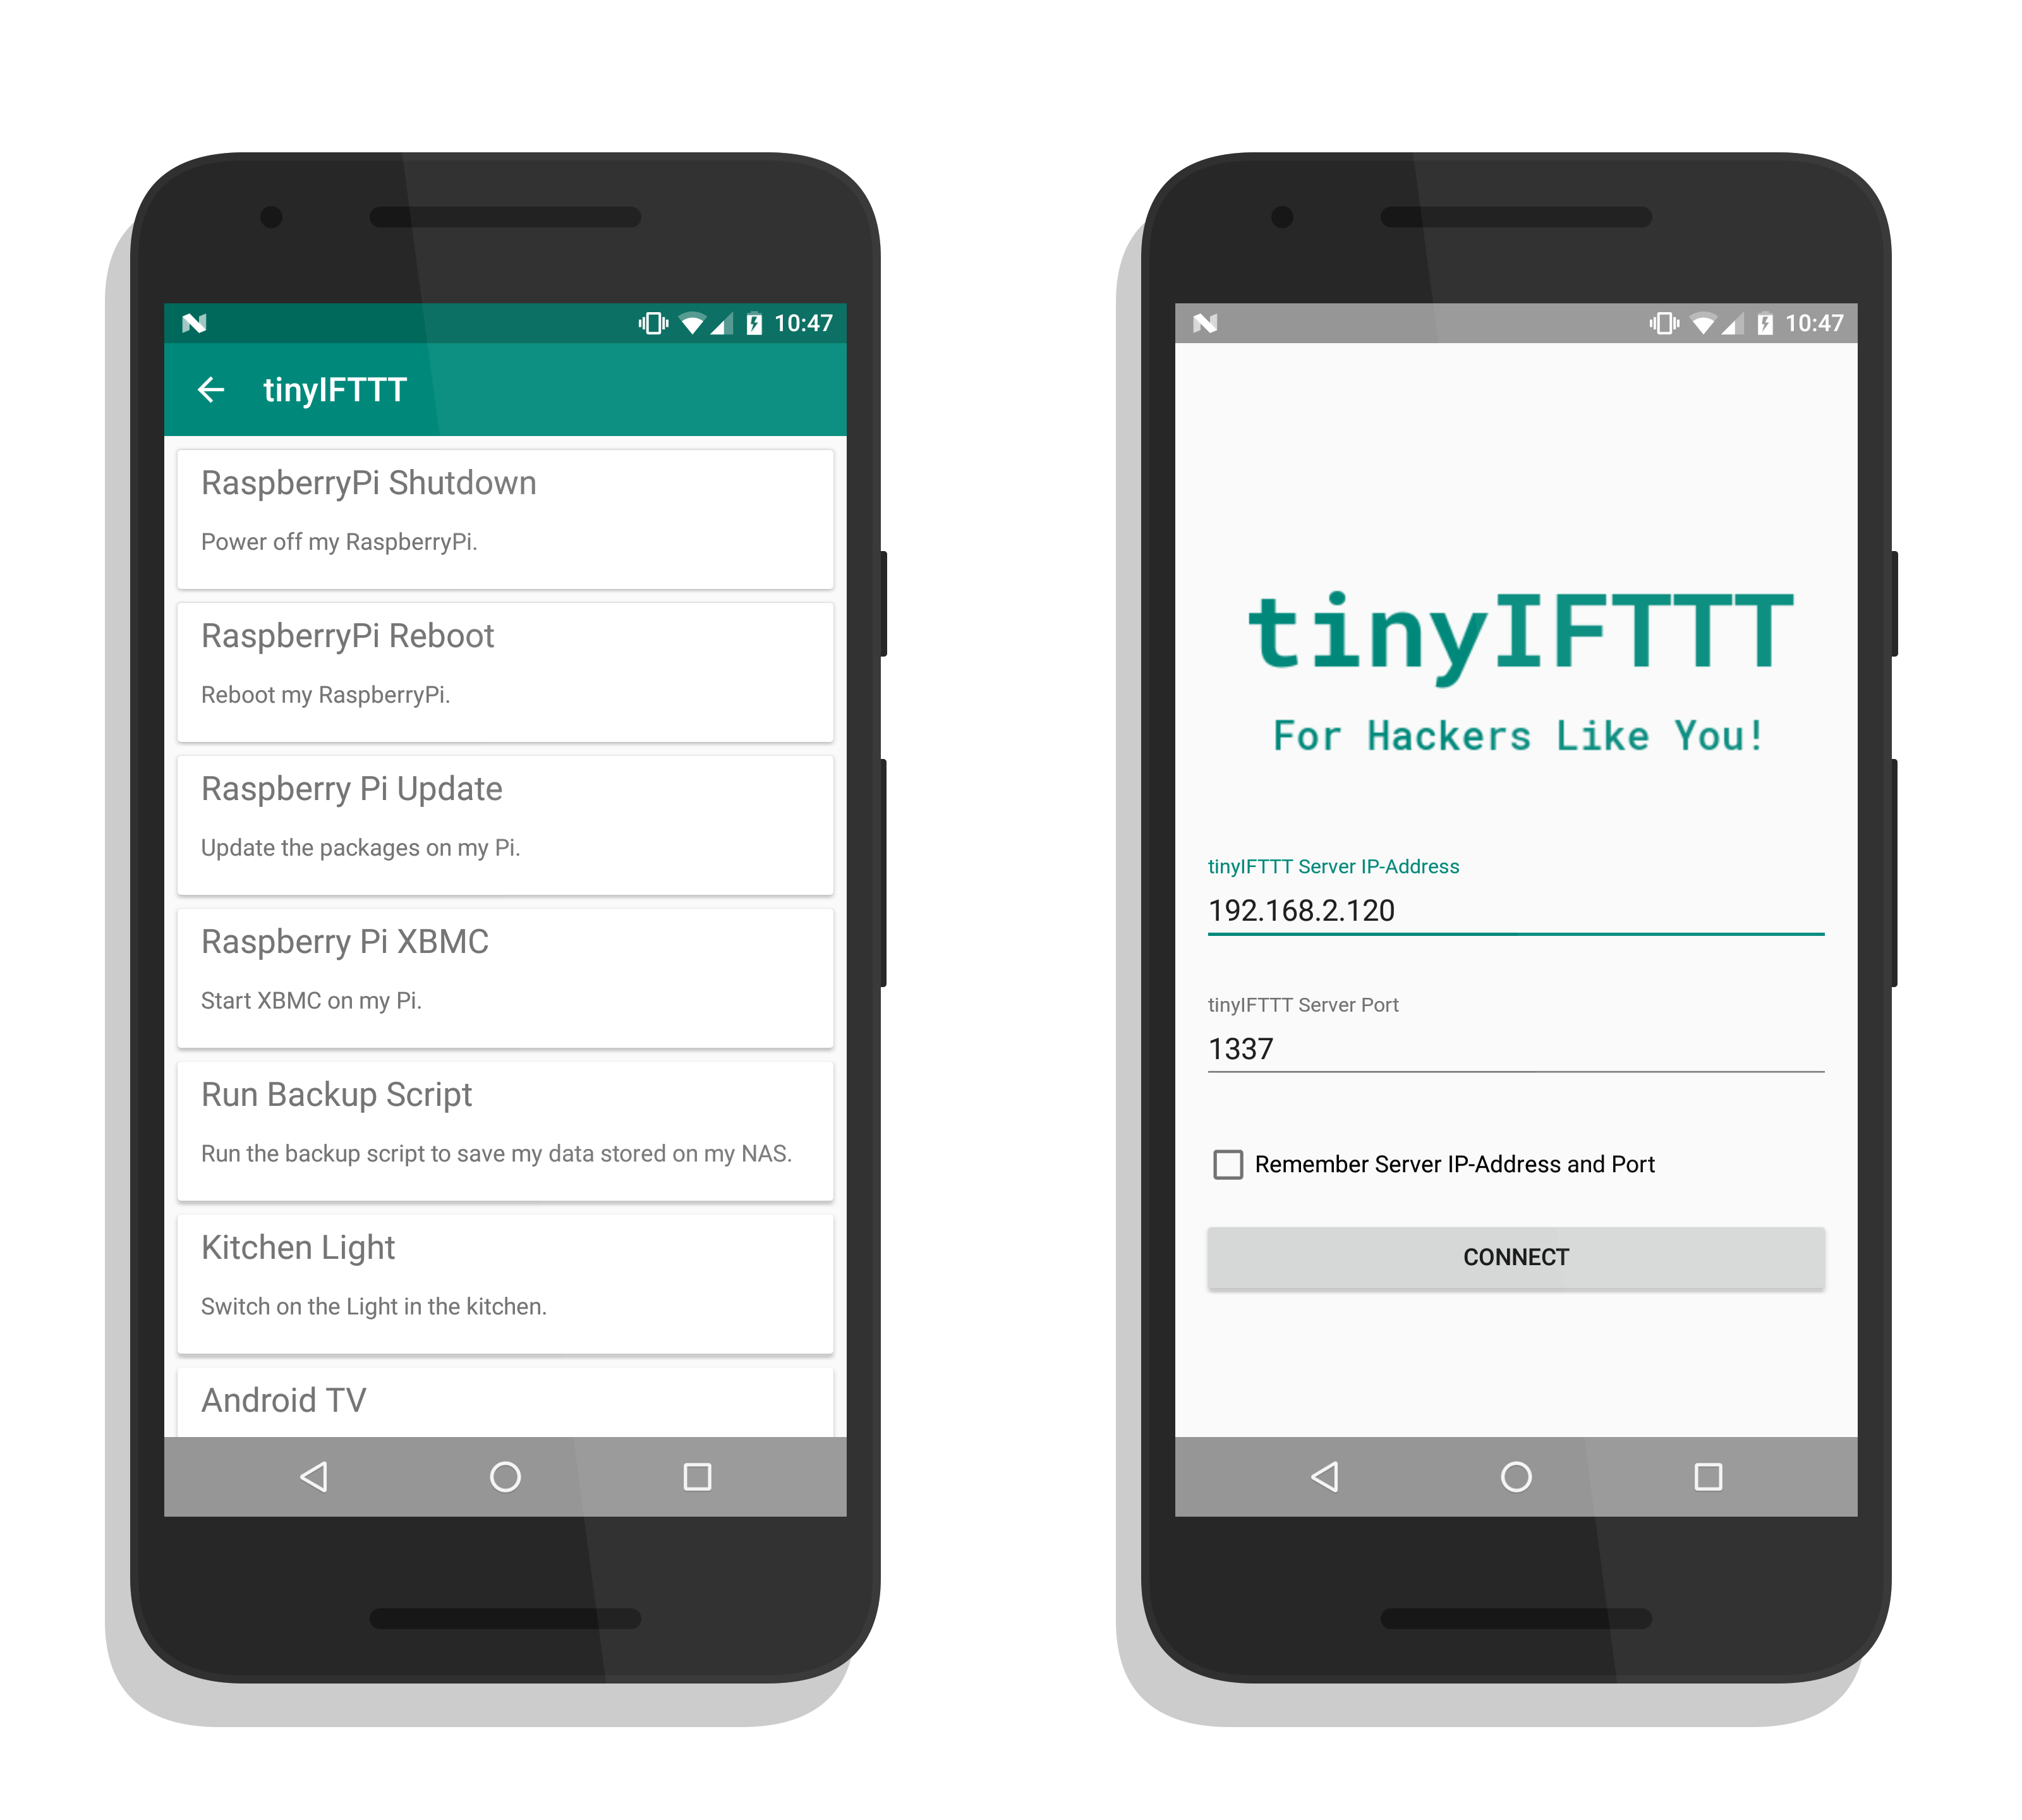 10:47
tinyIFTTT
RaspberryPi Shutdown
Power off my RaspberryPi.
RaspberryPi Reboot
Reboot my RaspberryPi.
Raspberry Pi Update
Update the packages on my Pi.
Raspberry Pi XBMC
Start XBMC on my Pi.
Run Backup Script
Run the backup script to save my data stored on my NAS.
Kitchen Light
Switch on the Light in the kitchen.
Android TV
10:47
tinyIFTTT
For Hackers Like You!
tinyIFTTT Server IP-Address
192.168.2.120
tinyIFTTT Server Port
1337
Remember Server IP-Address and Port
CONNECT